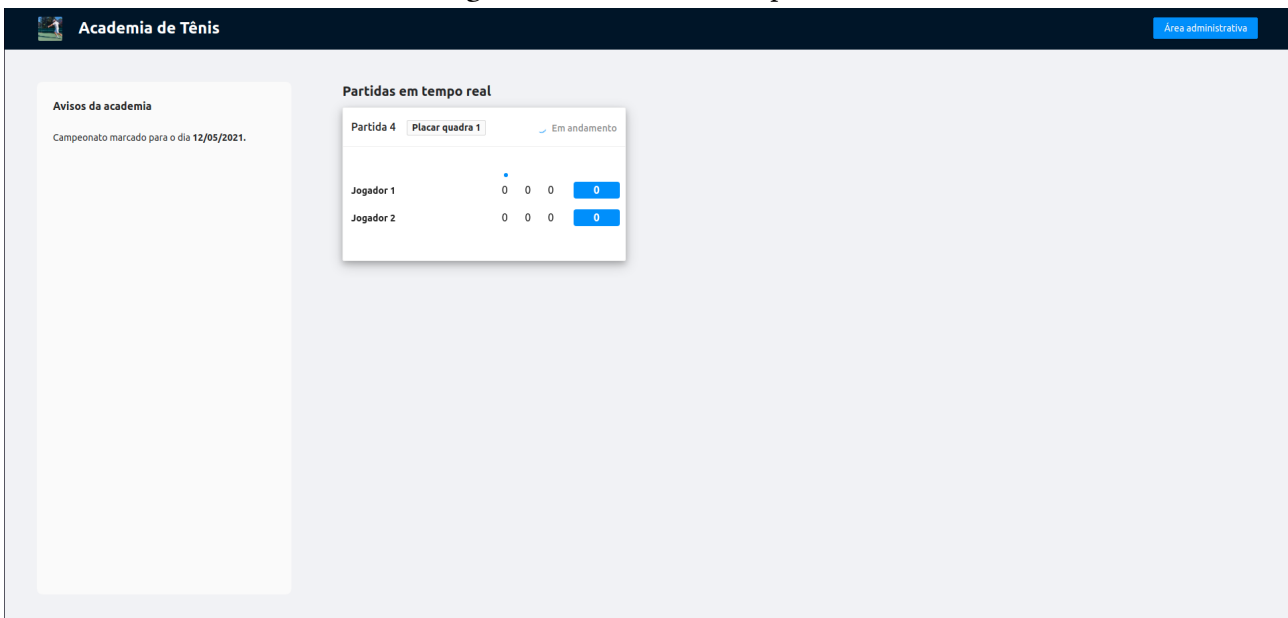 Academia de Tênis
Área administrativa
Avisos da academia
Campeonato marcado para o dia 12/05/2021.
Partidas em tempo real
Partida 4 Placar quadra 1 Em andamento
Jogador 1 0 0 0 0
Jogador 2 0 0 0 0